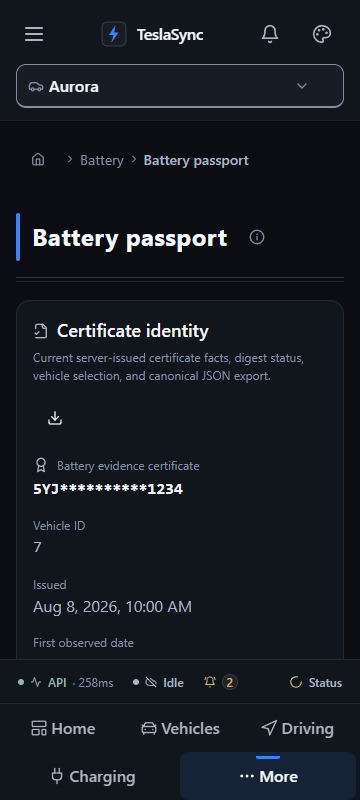 TeslaSync
Aurora
Battery
Battery passport
Battery passport
Certificate identity
Current server-issued certificate facts, digest status,
vehicle selection, and canonical JSON export.
Battery evidence certificate
5YJ**********1234
Vehicle ID
7
Issued
Aug 8, 2026, 10:00 AM
First observed date
API · 258ms
Idle
2
Status
Home
Vehicles
Driving
Charging
More